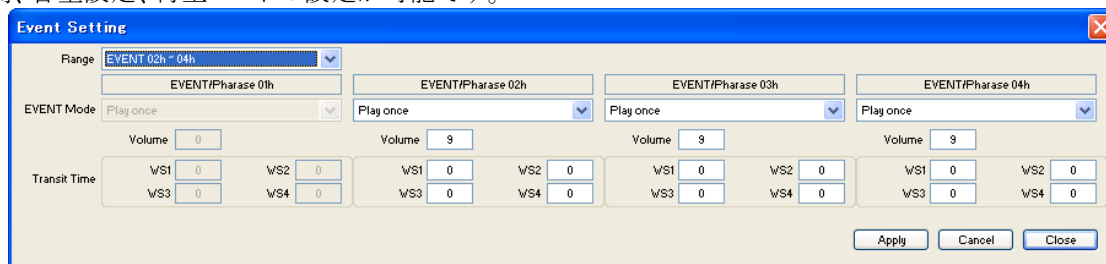 Event Setting
Range EVENT 02h ~ 04h
EVENT/Pharase 01h EVENT/Pharase 02h EVENT/Pharase 03h EVENT/Pharase 04h
EVENT Mode Play once Play once Play once Play once
Volume 0 Volume 9 Volume 9 Volume 9
Transit Time
WS1 0 WS2 0 WS1 0 WS2 0 WS1 0 WS2 0 WS1 0 WS2 0
WS3 0 WS4 0 WS3 0 WS4 0 WS3 0 WS4 0 WS3 0 WS4 0
Apply Cancel Close